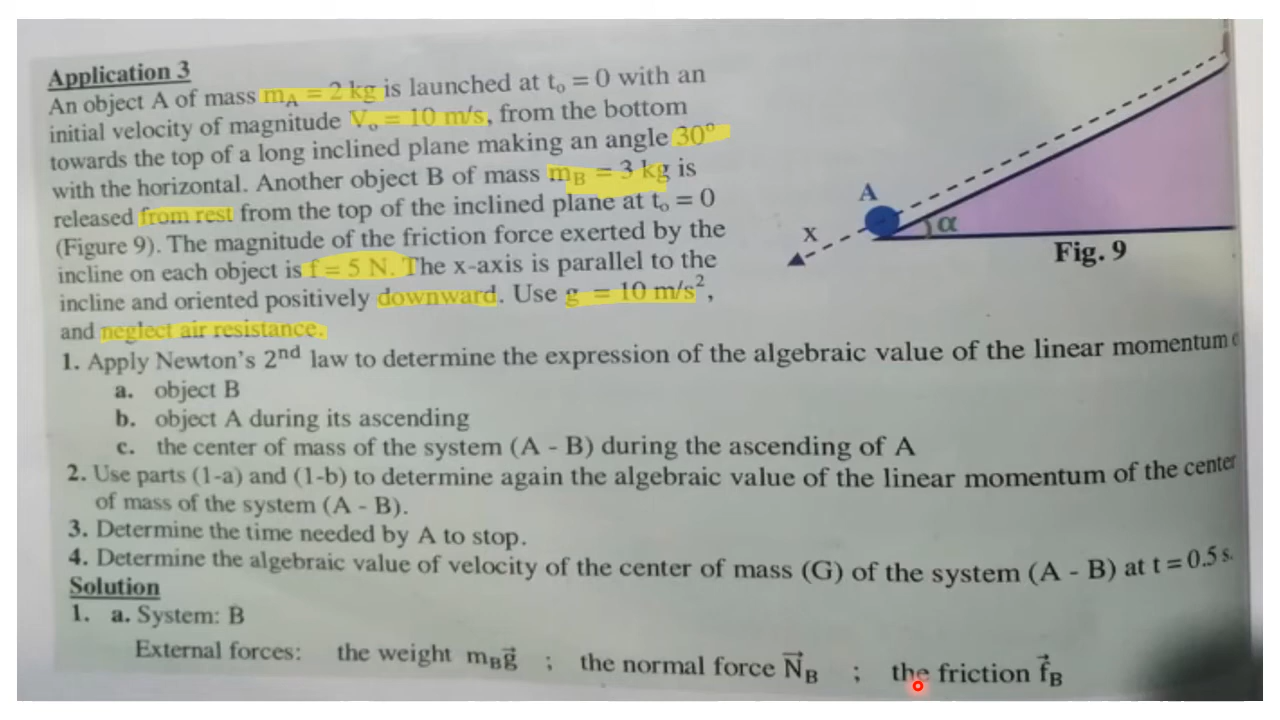 Application 3
An object A of mass mA = 2 kg is launched at to = 0 with an
initial velocity of magnitude Vo = 10 m/s, from the bottom
towards the top of a long inclined plane making an angle 30°
with the horizontal. Another object B of mass mB = 3 kg is
released from rest from the top of the inclined plane at to = 0
(Figure 9). The magnitude of the friction force exerted by the
incline on each object is f = 5 N. The x-axis is parallel to the
incline and oriented positively downward. Use g = 10 m/s²,
and neglect air resistance.
A
α
x
Fig. 9
1. Apply Newton's 2nd law to determine the expression of the algebraic value of the linear momentum
a. object B
b. object A during its ascending
c. the center of mass of the system (A - B) during the ascending of A
2. Use parts (1-a) and (1-b) to determine again the algebraic value of the linear momentum of the center
of mass of the system (A - B).
3. Determine the time needed by A to stop.
4. Determine the algebraic value of velocity of the center of mass (G) of the system (A - B) at t = 0.5 s.
Solution
1. a. System: B
External forces: the weight mBg⃗ ; the normal force N⃗B ; the friction f⃗B